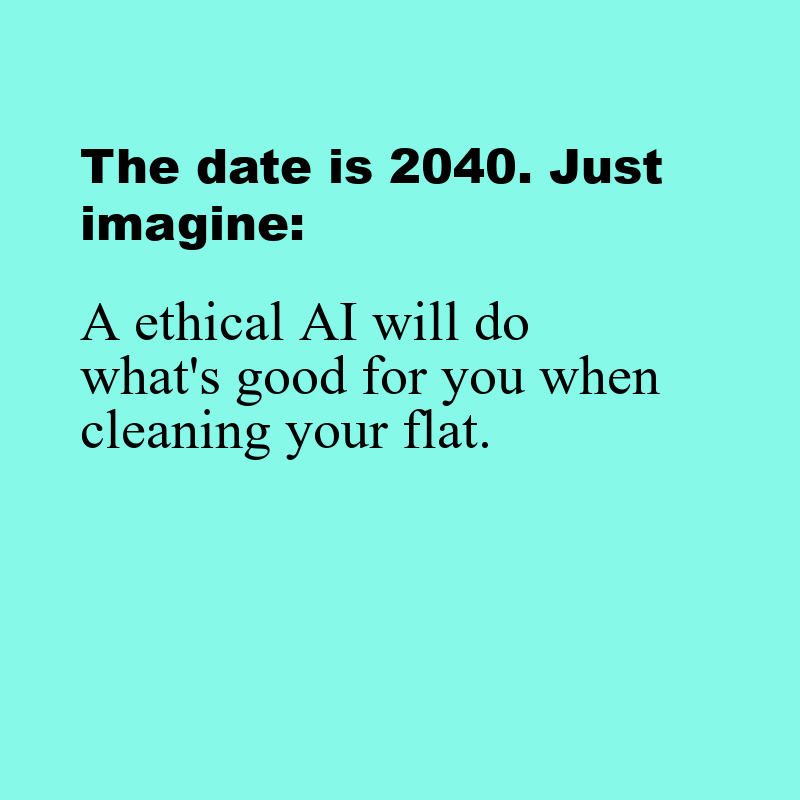 The date is 2040. Just
imagine:
A ethical AI will do
what's good for you when
cleaning your flat.